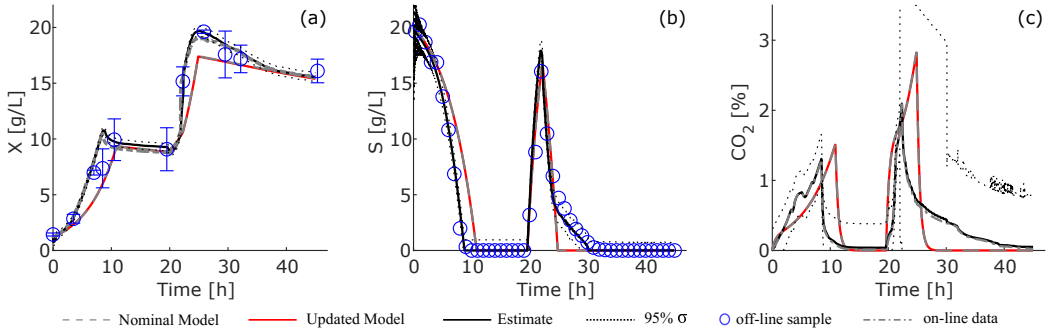 (a)
X [g/L]
20
15
10
5
0
0 10 20 30 40
Time [h]
(b)
S [g/L]
20
15
10
5
0
0 10 20 30 40
Time [h]
(c)
CO2 [%]
3
2
1
0
0 10 20 30 40
Time [h]
Nominal Model Updated Model Estimate 95% σ off-line sample on-line data